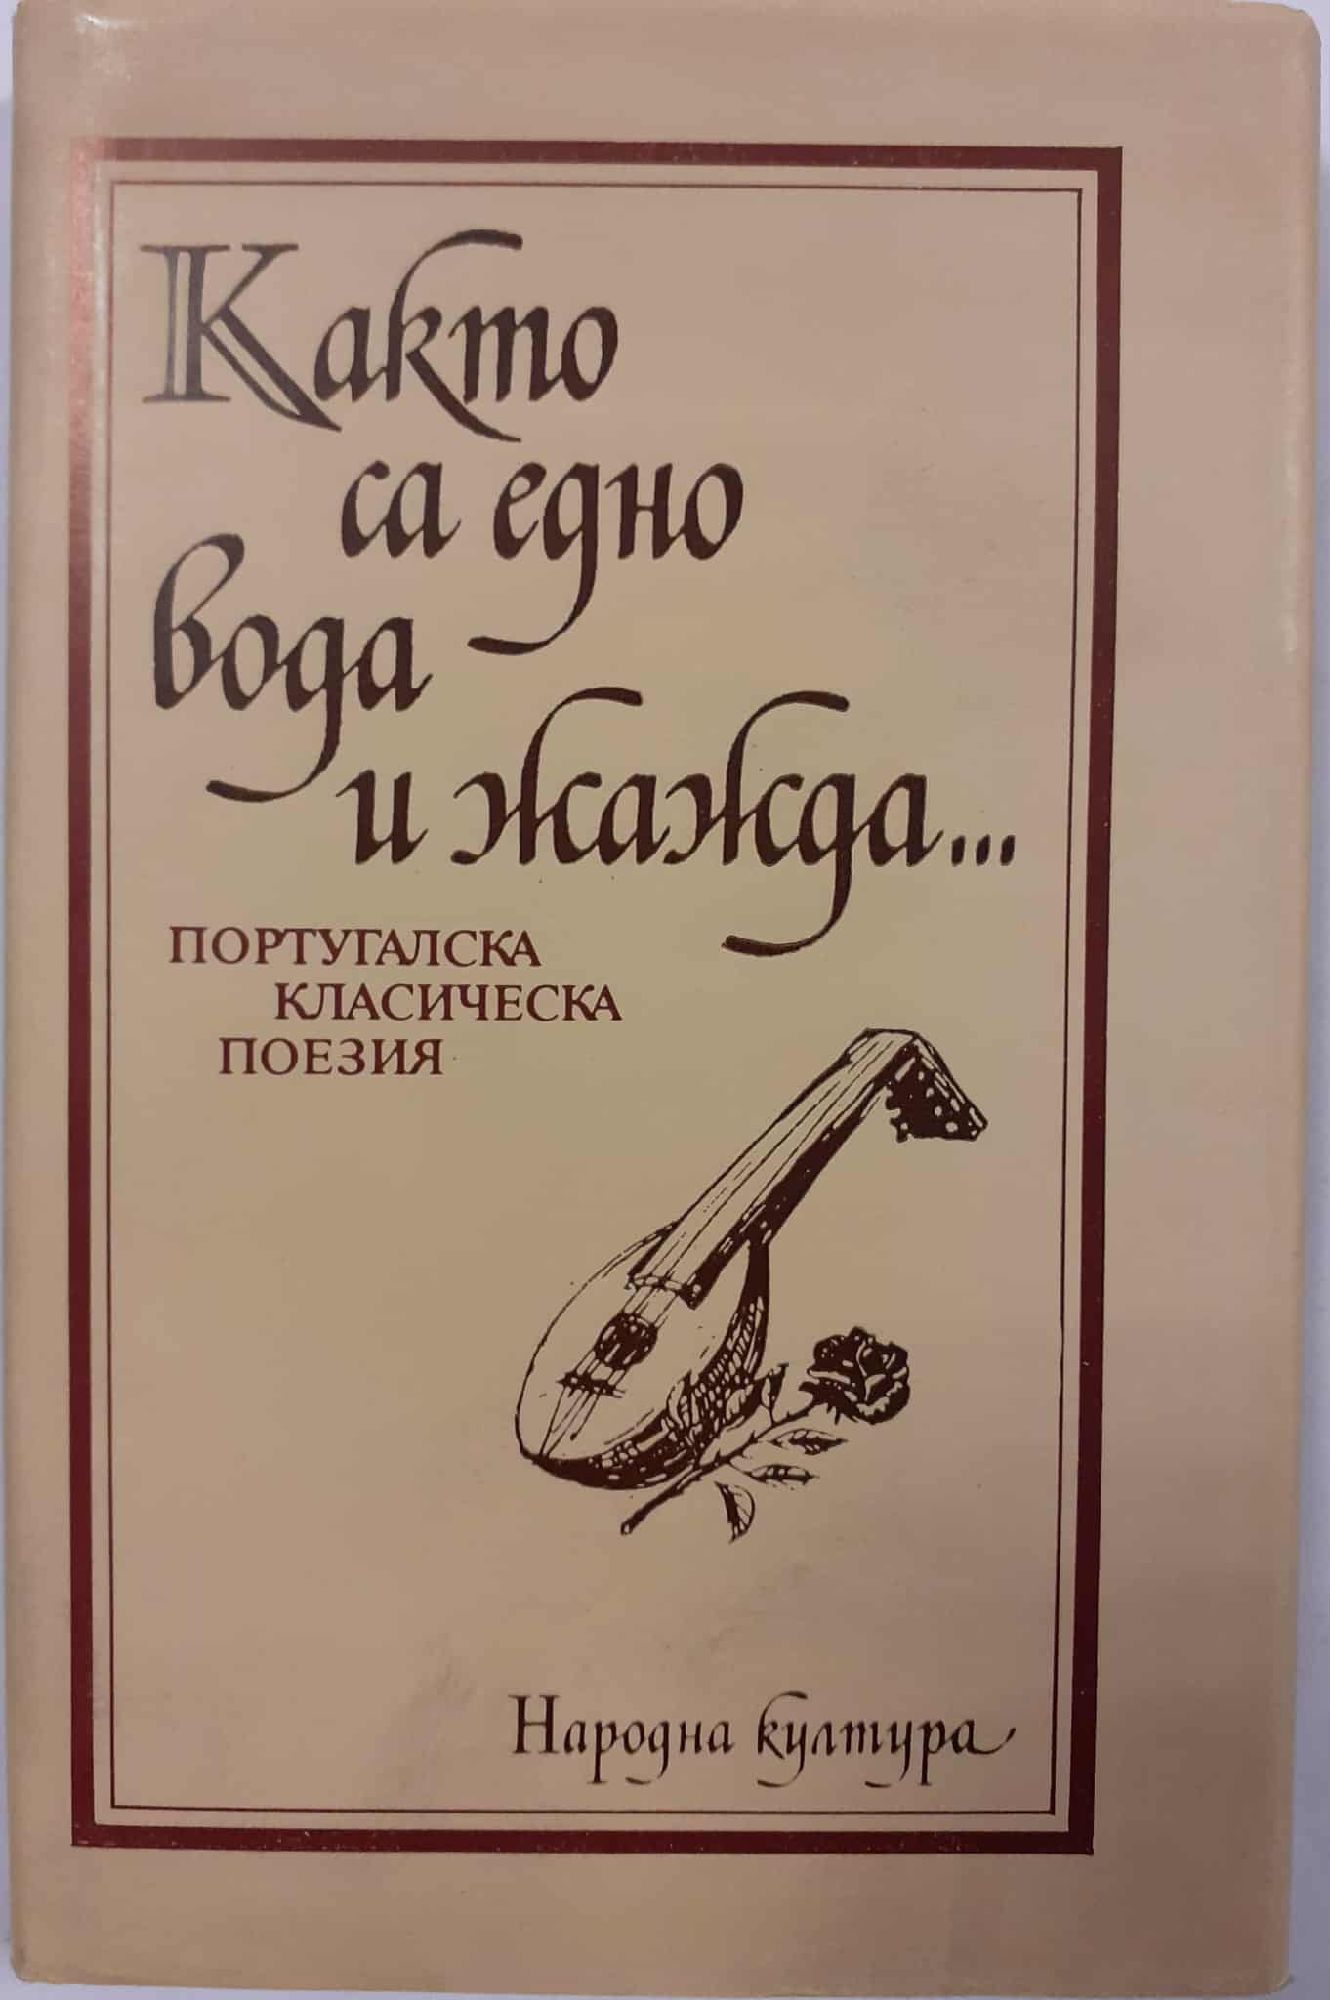 Както
са едно
вода
и жажда...
ПОРТУГАЛСКА
КЛАСИЧЕСКА
ПОЕЗИЯ
Народна култура